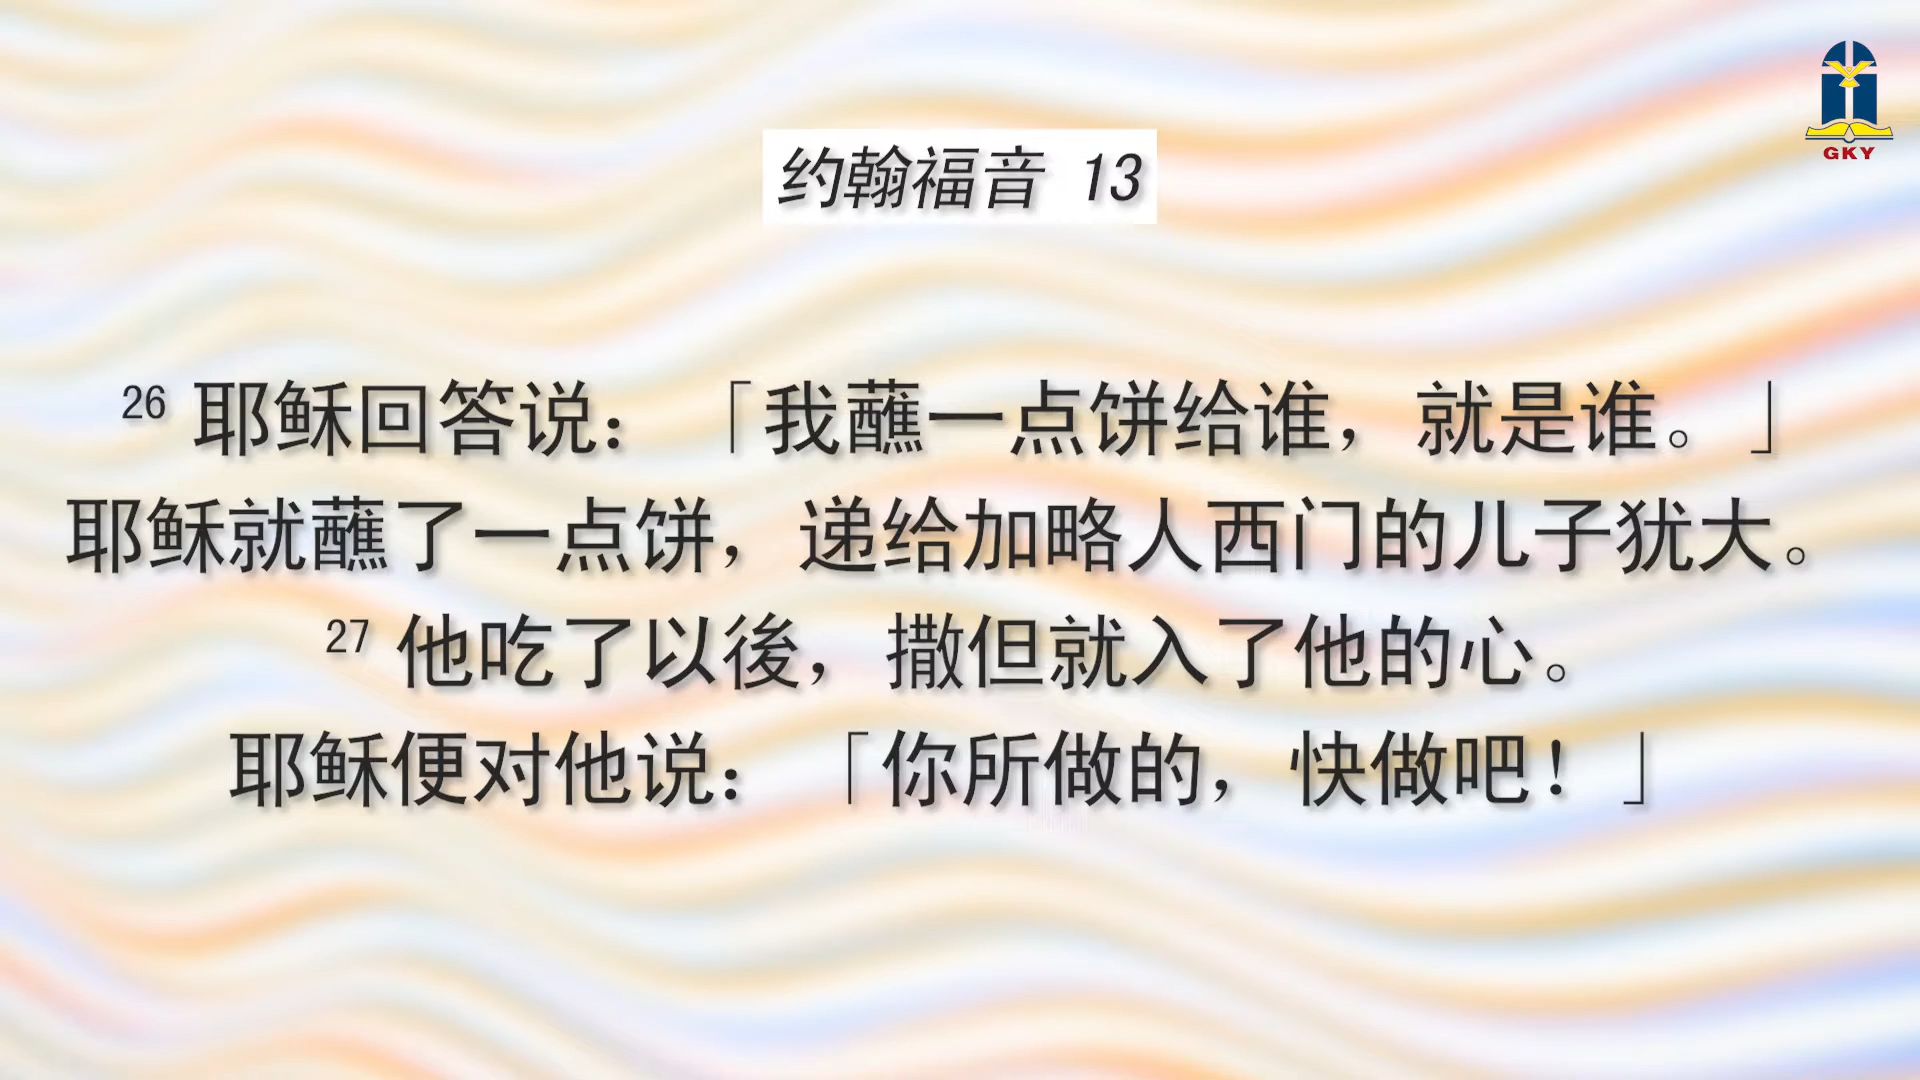 约翰福音 13
GKY
26 耶稣回答说：「我蘸一点饼给谁，就是谁。」
耶稣就蘸了一点饼，递给加略人西门的儿子犹大。
27 他吃了以後，撒但就入了他的心。
耶稣便对他说：「你所做的，快做吧！」